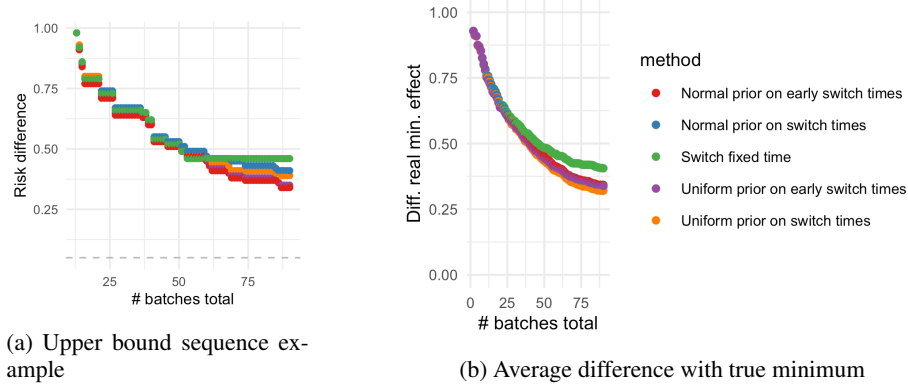 1.00
0.75
0.50
0.25
Risk difference
25
50
75
# batches total
(a) Upper bound sequence ex-
ample
1.00
0.75
0.50
0.25
0.00
Diff. real min. effect
0
25
50
75
# batches total
(b) Average difference with true minimum
method
Normal prior on early switch times
Normal prior on switch times
Switch fixed time
Uniform prior on early switch times
Uniform prior on switch times